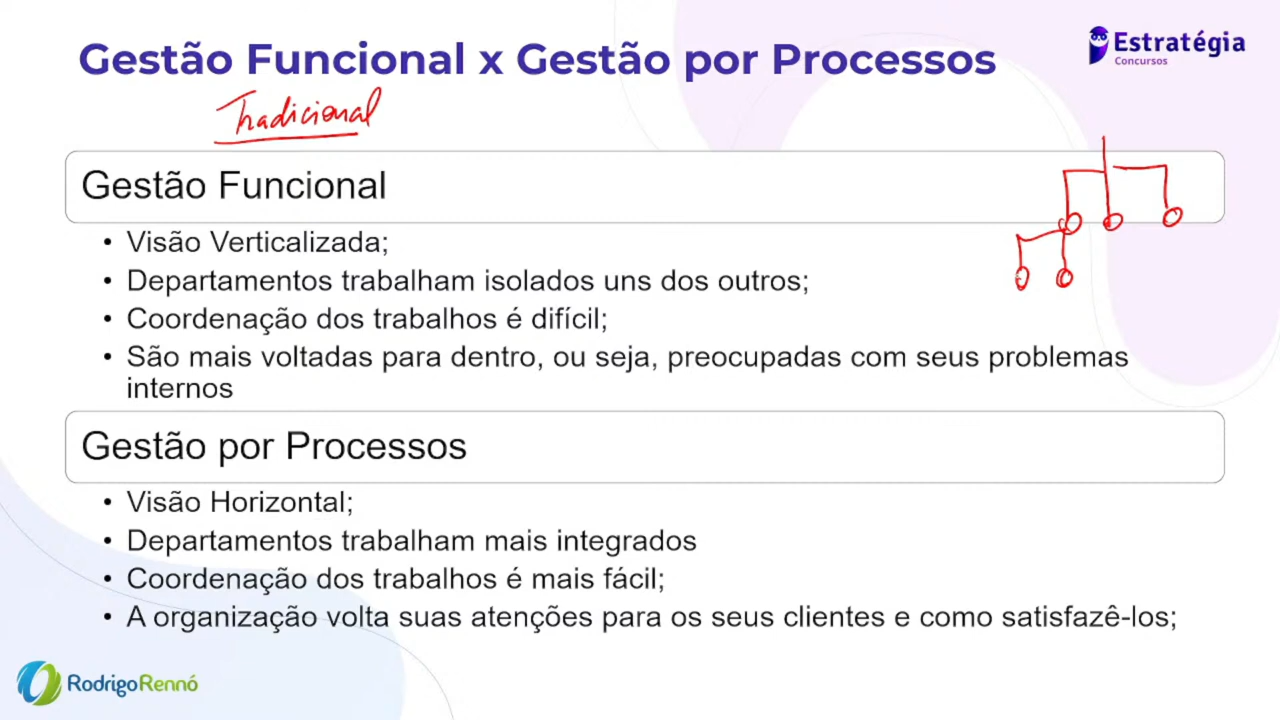 Gestão Funcional x Gestão por Processos
Estratégia
Concursos
Tradicional
Gestão Funcional
• Visão Verticalizada;
• Departamentos trabalham isolados uns dos outros;
• Coordenação dos trabalhos é difícil;
• São mais voltadas para dentro, ou seja, preocupadas com seus problemas
internos
Gestão por Processos
• Visão Horizontal;
• Departamentos trabalham mais integrados
• Coordenação dos trabalhos é mais fácil;
• A organização volta suas atenções para os seus clientes e como satisfazê-los;
RodrigoRennó